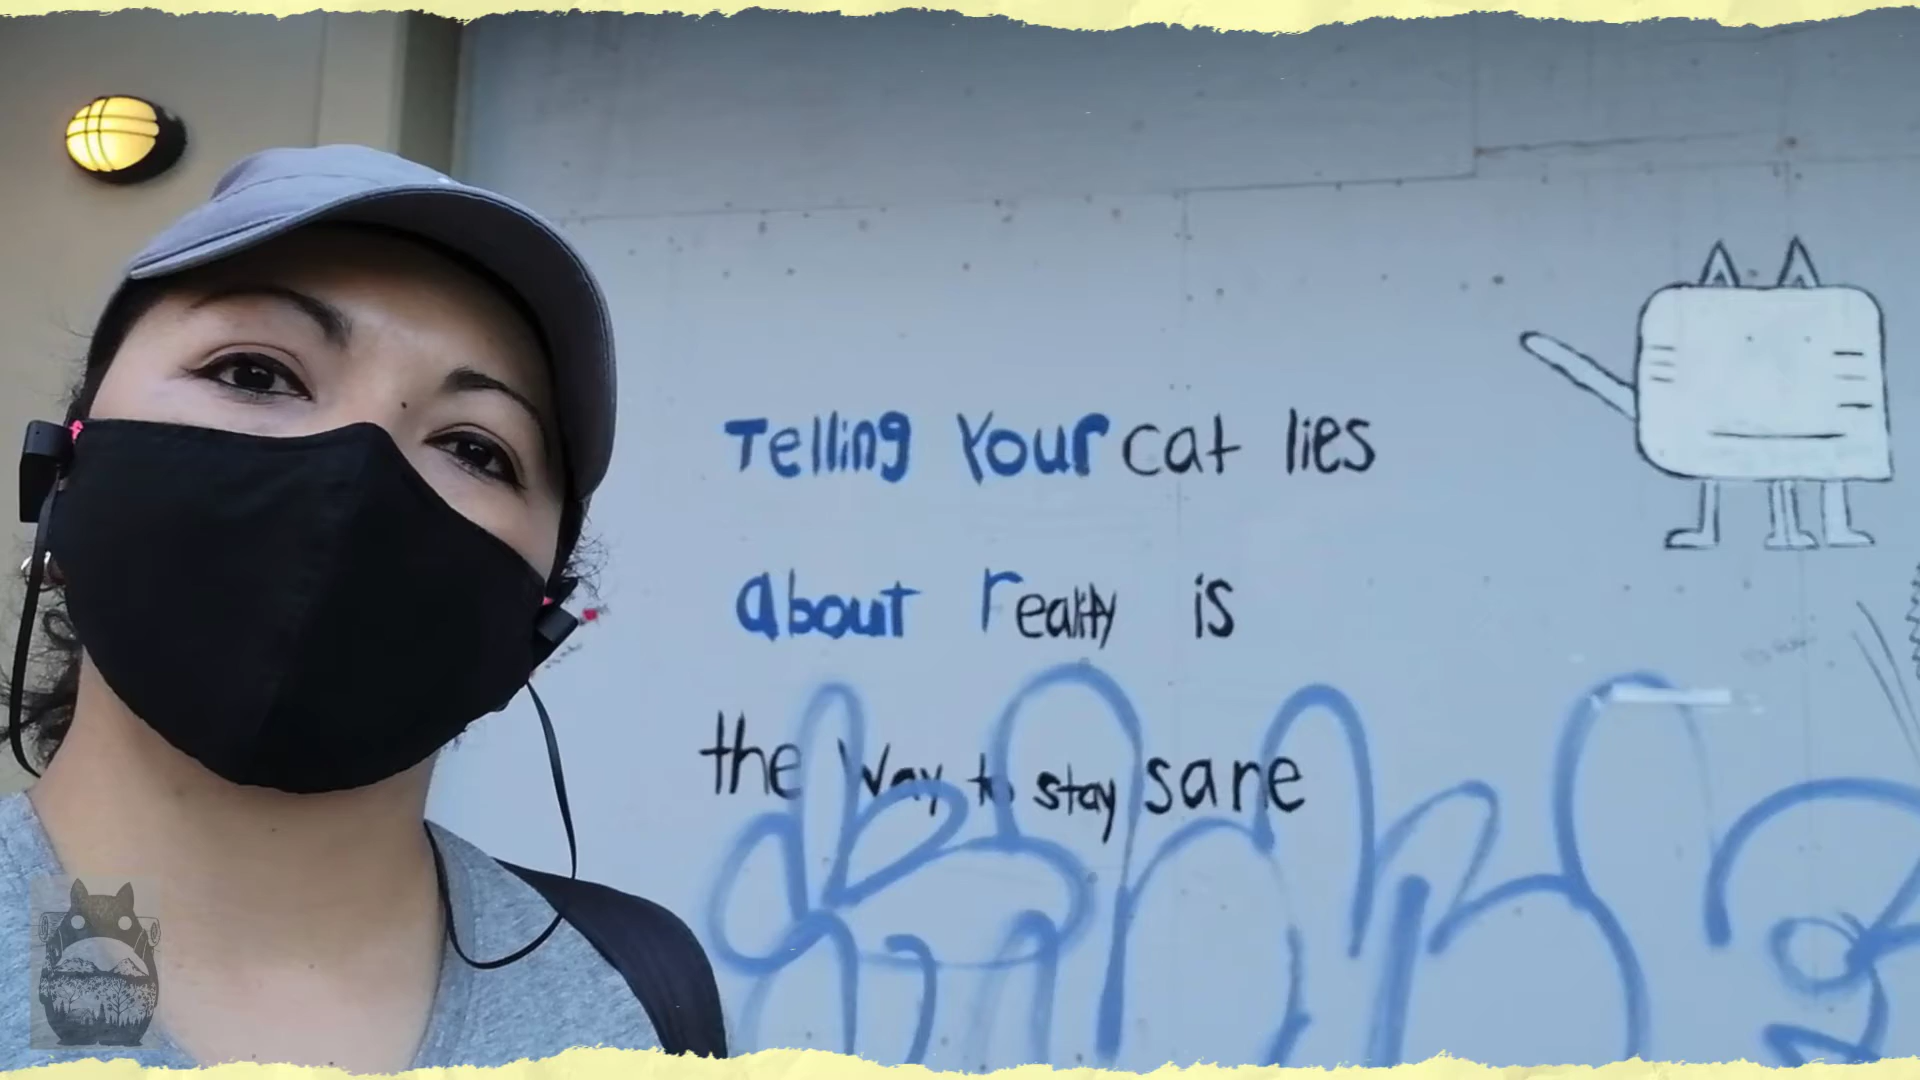 Telling Your cat lies
about reality is
the way to stay sane